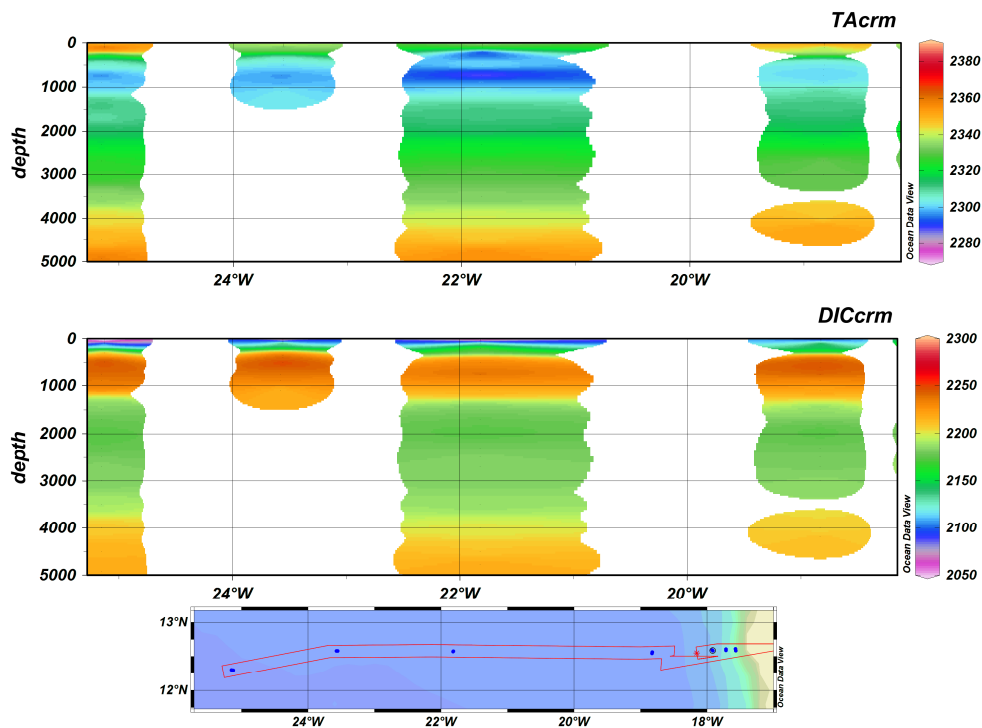 TAcrm
0
1000
2000
3000
4000
5000
depth
24°W
22°W
20°W
Ocean Data View
2380
2360
2340
2320
2300
2280
DICcrm
0
1000
2000
3000
4000
5000
depth
24°W
22°W
20°W
Ocean Data View
2300
2250
2200
2150
2100
2050
13°N
12°N
24°W
22°W
20°W
18°W
Ocean Data View